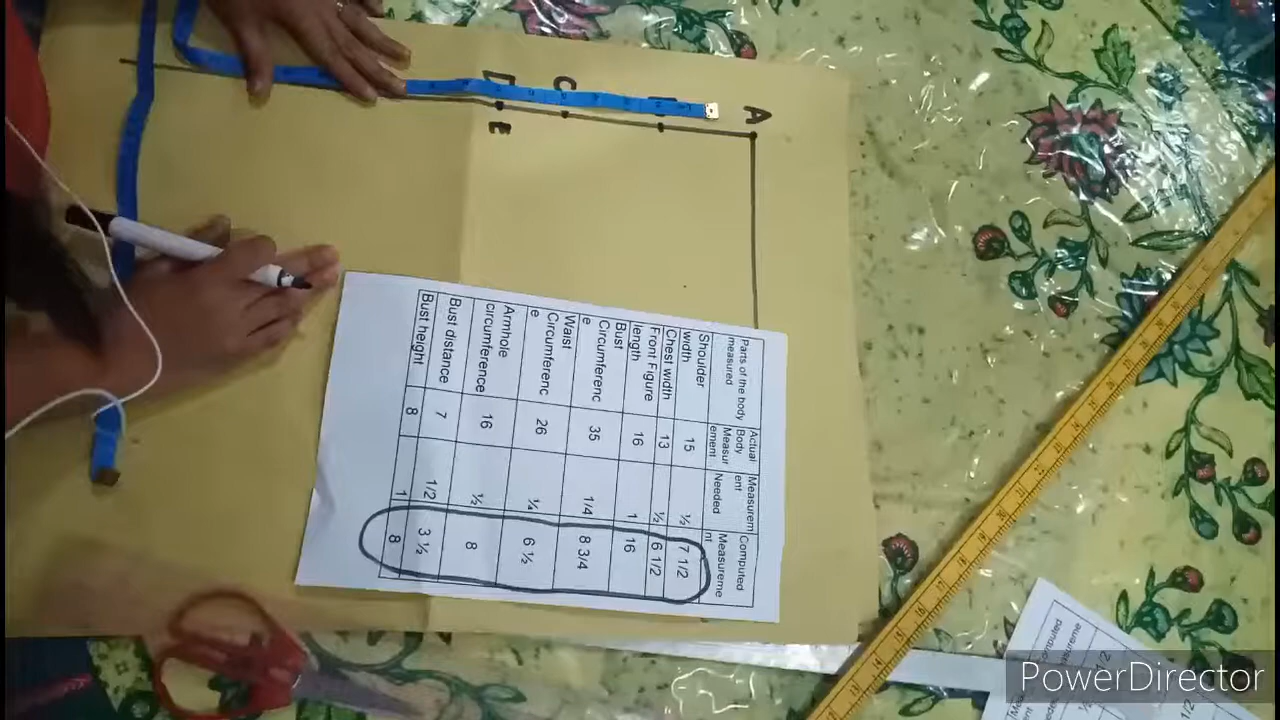 A
C
D
E
Parts of the body measured
Actual Body Measurement
Measurement Needed
Computed Measurement
Shoulder width 15 ½ 7 1/2
Chest width 13 ½ 6 1/2
Front Figure length 16 1 16
Bust Circumference 35 1/4 8 3/4
Waist Circumference 26 ¼ 6 ½
Armhole circumference 16 ½ 8
Bust distance 7 1/2 3 ½
Bust height 8 1 8
PowerDirector